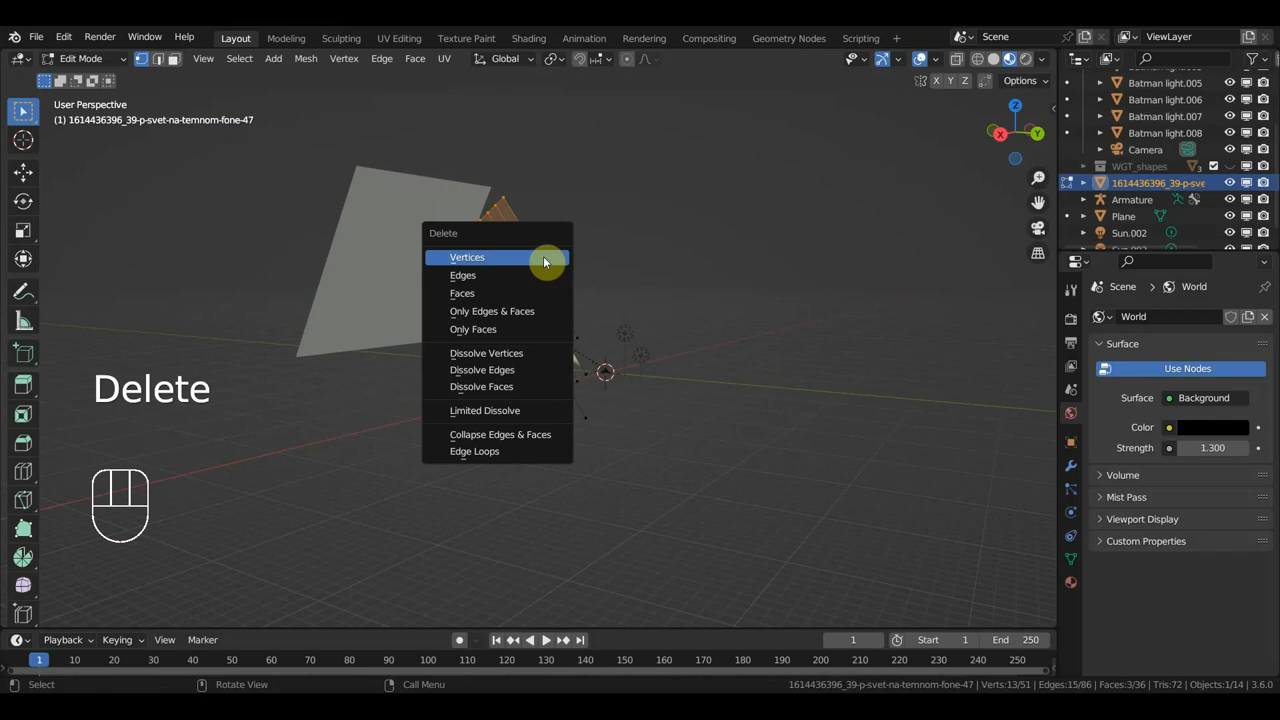 File Edit Render Window Help Layout Modeling Sculpting UV Editing Texture Paint Shading Animation Rendering Compositing Geometry Nodes Scripting + Scene ViewLayer
Edit Mode View Select Add Mesh Vertex Edge Face UV Global
X Y Z Options
User Perspective
(1) 1614436396_39-p-svet-na-temnom-fone-47
Z
X
Y
Batman light.005
Batman light.006
Batman light.007
Batman light.008
Camera
WGT_shapes 3
1614436396_39-p-sve
Armature
Plane
Sun.002
Delete
Vertices
Edges
Faces
Only Edges & Faces
Only Faces
Dissolve Vertices
Dissolve Edges
Dissolve Faces
Limited Dissolve
Collapse Edges & Faces
Edge Loops
Delete
Scene > World
World
Surface
Use Nodes
Surface Background
Color
Strength 1.300
Volume
Mist Pass
Viewport Display
Custom Properties
Playback Keying View Marker 1 Start 1 End 250
1 10 20 30 40 50 60 70 80 90 100 110 120 130 140 150 160 170 180 190 200 210 220 230 240 250
Select Rotate View Call Menu 1614436396_39-p-svet-na-temnom-fone-47 | Verts:13/51 | Edges:15/86 | Faces:3/36 | Tris:72 | Objects:1/14 | 3.6.0